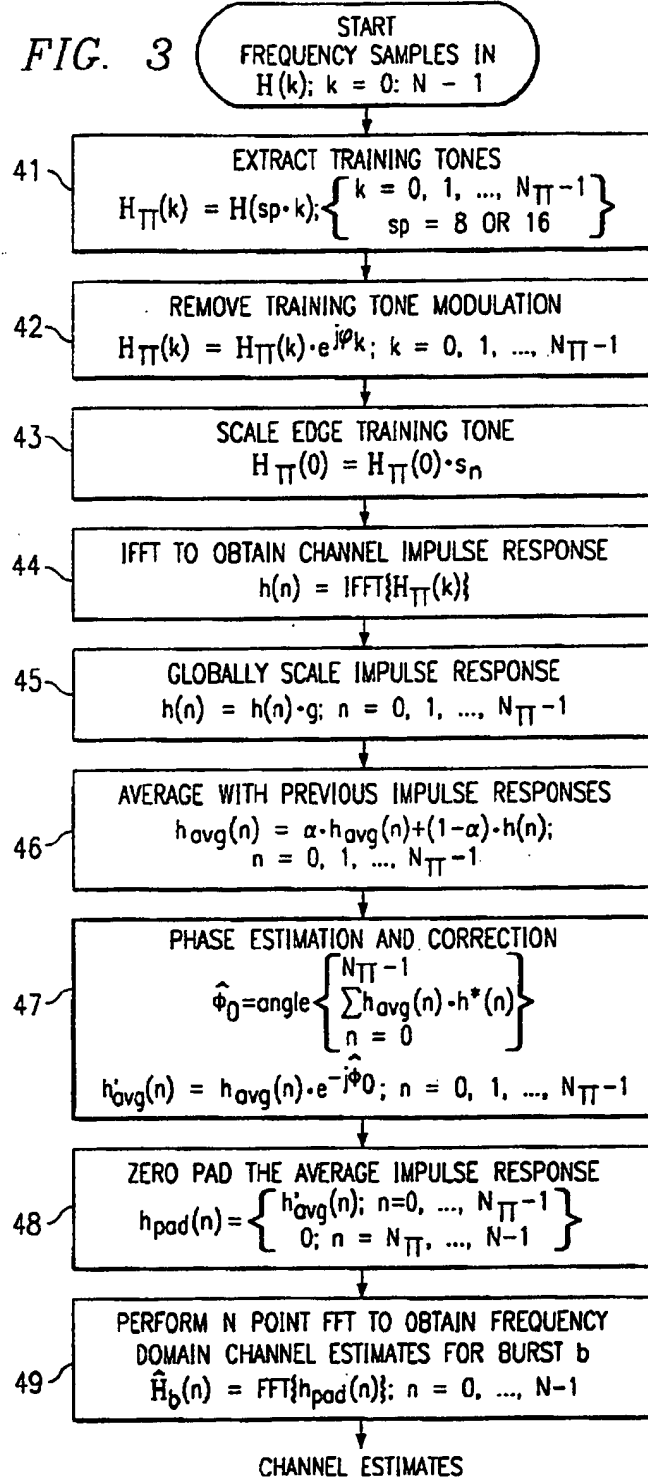 FIG. 3
START
FREQUENCY SAMPLES IN
H(k); k = 0: N - 1
41
EXTRACT TRAINING TONES
H_TT(k) = H(sp·k); { k = 0, 1, ..., N_TT-1
sp = 8 OR 16 }
42
REMOVE TRAINING TONE MODULATION
H_TT(k) = H_TT(k)·e^jφk; k = 0, 1, ..., N_TT-1
43
SCALE EDGE TRAINING TONE
H_TT(0) = H_TT(0)·s_n
44
IFFT TO OBTAIN CHANNEL IMPULSE RESPONSE
h(n) = IFFT{H_TT(k)}
45
GLOBALLY SCALE IMPULSE RESPONSE
h(n) = h(n)·g; n = 0, 1, ..., N_TT-1
46
AVERAGE WITH PREVIOUS IMPULSE RESPONSES
h_avg(n) = α·h_avg(n)+(1-α)·h(n);
n = 0, 1, ..., N_TT-1
47
PHASE ESTIMATION AND CORRECTION
N_TT-1
ϕ̂_0=angle{ ∑h_avg(n)·h*(n) }
n = 0
h'_avg(n) = h_avg(n)·e^-jϕ̂0; n = 0, 1, ..., N_TT-1
48
ZERO PAD THE AVERAGE IMPULSE RESPONSE
h_pad(n) = { h'_avg(n); n=0, ..., N_TT-1
0; n = N_TT, ..., N-1 }
49
PERFORM N POINT FFT TO OBTAIN FREQUENCY
DOMAIN CHANNEL ESTIMATES FOR BURST b
Ĥ_b(n) = FFT{h_pad(n)}; n = 0, ..., N-1
CHANNEL ESTIMATES